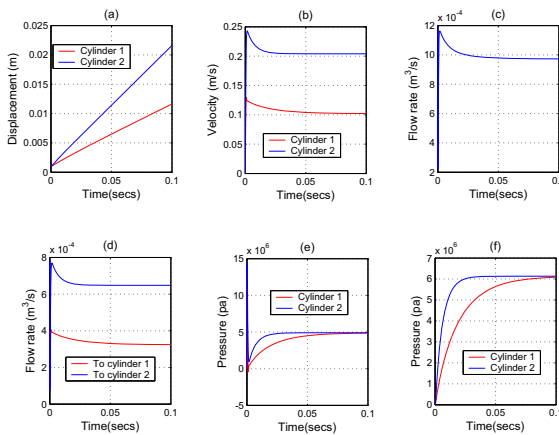 (a)
0.025
0.02
0.015
0.01
0.005
0
Displacement (m)
Cylinder 1
Cylinder 2
0 0.05 0.1
Time(secs)
(b)
0.25
0.2
0.15
0.1
0.05
0
Velocity (m/s)
Cylinder 1
Cylinder 2
0 0.05 0.1
Time(secs)
(c)
x 10⁻⁴
12
10
8
6
4
2
Flow rate (m³/s)
0 0.05 0.1
Time(secs)
(d)
x 10⁻⁴
8
6
4
2
0
Flow rate (m³/s)
To cylinder 1
To cylinder 2
0 0.05 0.1
Time(secs)
(e)
x 10⁶
15
10
5
0
−5
Pressure (pa)
Cylinder 1
Cylinder 2
0 0.05 0.1
Time(secs)
(f)
x 10⁶
7
6
5
4
3
2
1
0
Pressure (pa)
Cylinder 1
Cylinder 2
0 0.05 0.1
Time(secs)